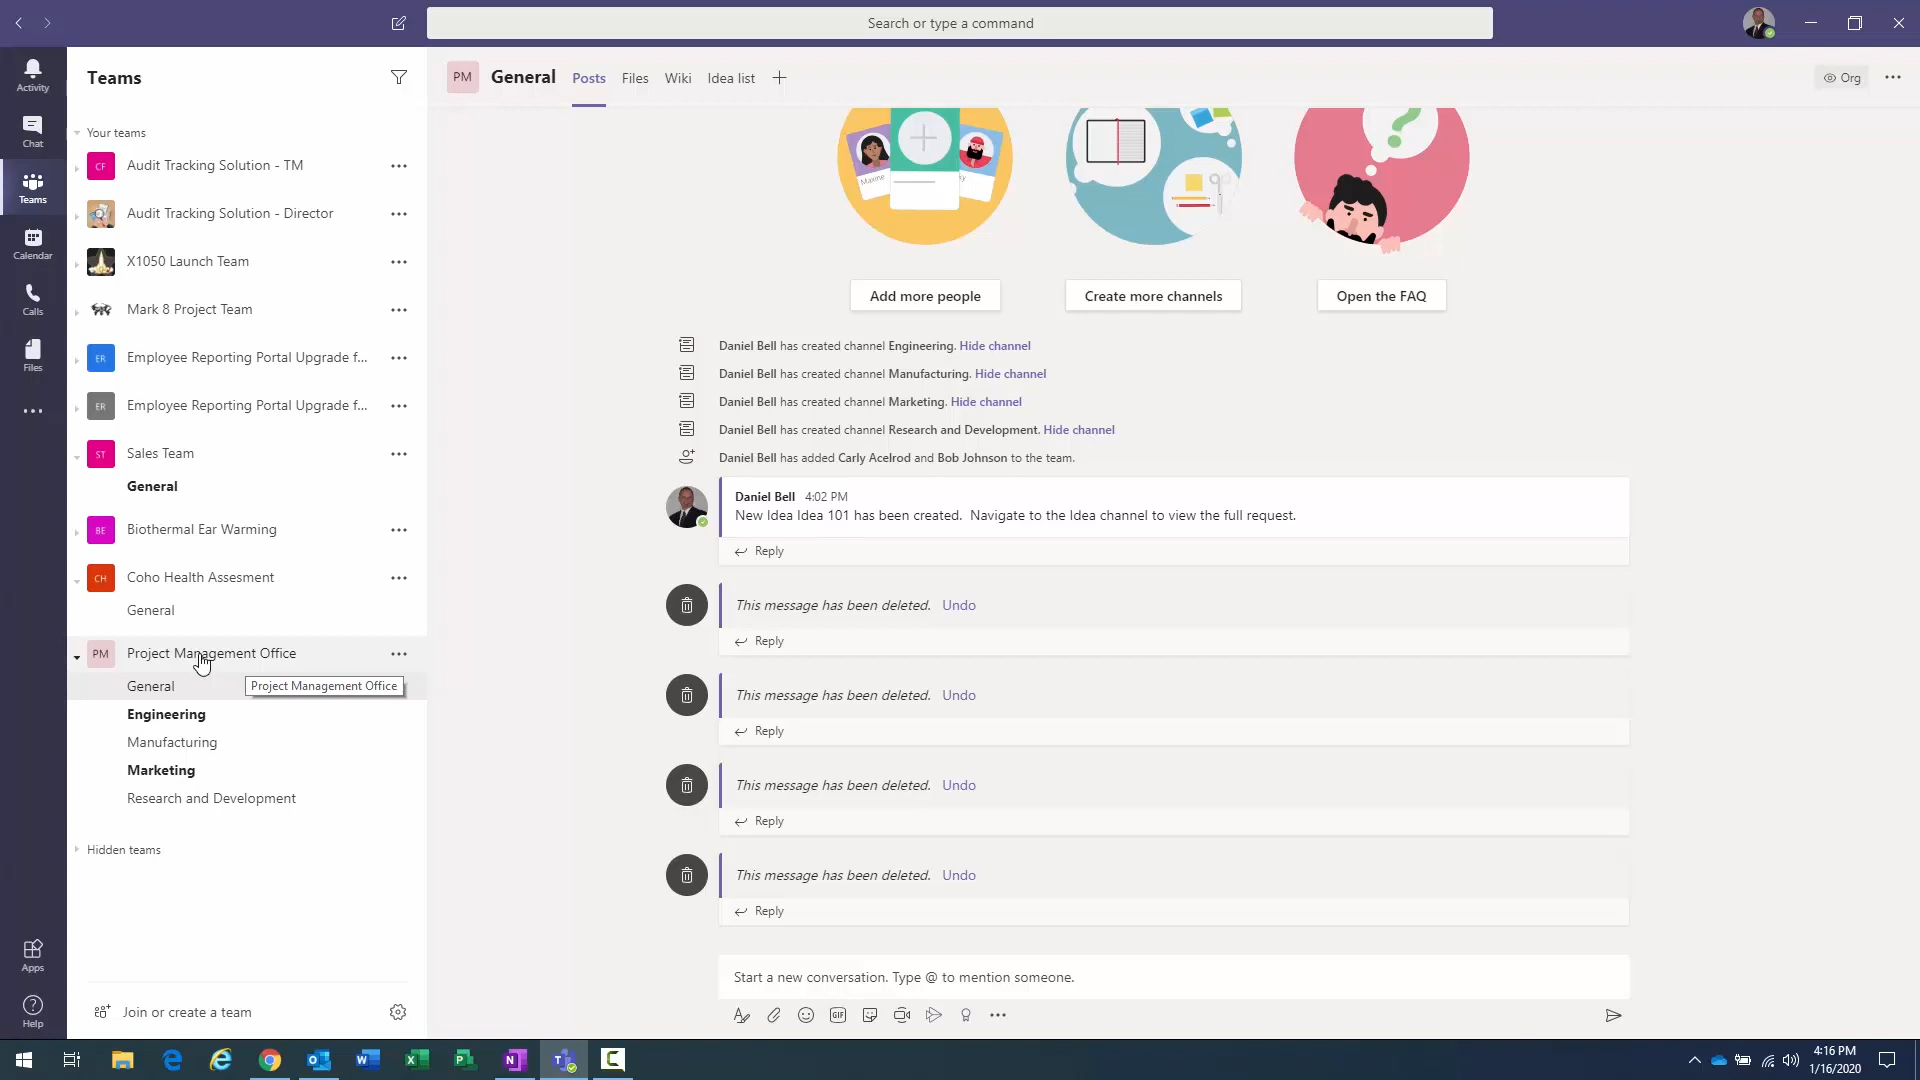 Search or type a command
Activity
Chat
Teams
Calendar
Calls
Files
Apps
Help
Teams
Your teams
CF Audit Tracking Solution - TM
Audit Tracking Solution - Director
X1050 Launch Team
Mark 8 Project Team
ER Employee Reporting Portal Upgrade f...
ER Employee Reporting Portal Upgrade f...
ST Sales Team
General
BE Biothermal Ear Warming
CH Coho Health Assesment
General
PM Project Management Office
General
Project Management Office
Engineering
Manufacturing
Marketing
Research and Development
Hidden teams
Join or create a team
PM General Posts Files Wiki Idea list
Org
Maxine
Add more people
Create more channels
Open the FAQ
Daniel Bell has created channel Engineering. Hide channel
Daniel Bell has created channel Manufacturing. Hide channel
Daniel Bell has created channel Marketing. Hide channel
Daniel Bell has created channel Research and Development. Hide channel
Daniel Bell has added Carly Acelrod and Bob Johnson to the team.
Daniel Bell 4:02 PM
New Idea Idea 101 has been created. Navigate to the Idea channel to view the full request.
Reply
This message has been deleted. Undo
Reply
This message has been deleted. Undo
Reply
This message has been deleted. Undo
Reply
This message has been deleted. Undo
Reply
Start a new conversation. Type @ to mention someone.
GIF
4:16 PM
1/16/2020